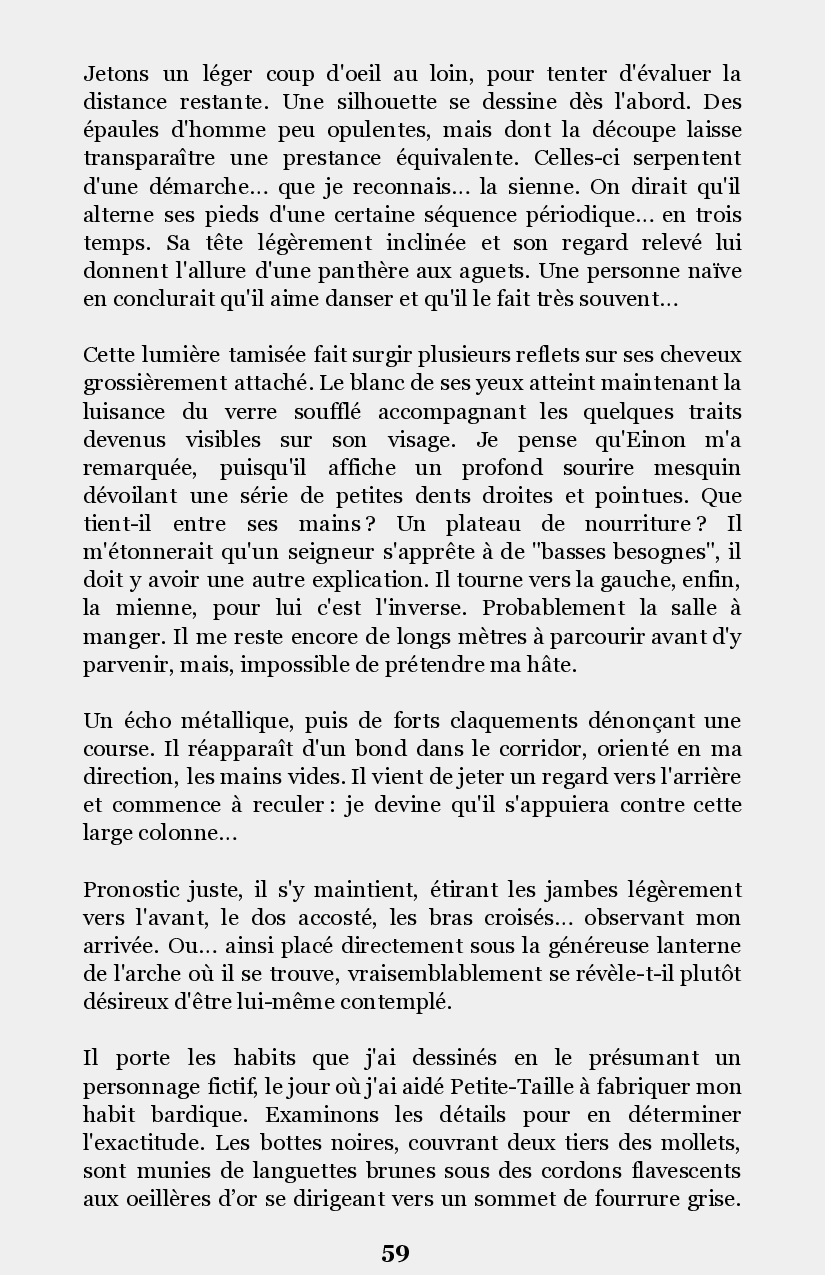 Jetons un léger coup d'oeil au loin, pour tenter d'évaluer la
distance restante. Une silhouette se dessine dès l'abord. Des
épaules d'homme peu opulentes, mais dont la découpe laisse
transparaître une prestance équivalente. Celles-ci serpentent
d'une démarche... que je reconnais... la sienne. On dirait qu'il
alterne ses pieds d'une certaine séquence périodique... en trois
temps. Sa tête légèrement inclinée et son regard relevé lui
donnent l'allure d'une panthère aux aguets. Une personne naïve
en conclurait qu'il aime danser et qu'il le fait très souvent...

Cette lumière tamisée fait surgir plusieurs reflets sur ses cheveux
grossièrement attaché. Le blanc de ses yeux atteint maintenant la
luisance du verre soufflé accompagnant les quelques traits
devenus visibles sur son visage. Je pense qu'Einon m'a
remarquée, puisqu'il affiche un profond sourire mesquin
dévoilant une série de petites dents droites et pointues. Que
tient-il entre ses mains ? Un plateau de nourriture ? Il
m'étonnerait qu'un seigneur s'apprête à de "basses besognes", il
doit y avoir une autre explication. Il tourne vers la gauche, enfin,
la mienne, pour lui c'est l'inverse. Probablement la salle à
manger. Il me reste encore de longs mètres à parcourir avant d'y
parvenir, mais, impossible de prétendre ma hâte.

Un écho métallique, puis de forts claquements dénonçant une
course. Il réapparaît d'un bond dans le corridor, orienté en ma
direction, les mains vides. Il vient de jeter un regard vers l'arrière
et commence à reculer : je devine qu'il s'appuiera contre cette
large colonne...

Pronostic juste, il s'y maintient, étirant les jambes légèrement
vers l'avant, le dos accosté, les bras croisés... observant mon
arrivée. Ou... ainsi placé directement sous la généreuse lanterne
de l'arche où il se trouve, vraisemblablement se révèle-t-il plutôt
désireux d'être lui-même contemplé.

Il porte les habits que j'ai dessinés en le présumant un
personnage fictif, le jour où j'ai aidé Petite-Taille à fabriquer mon
habit bardique. Examinons les détails pour en déterminer
l'exactitude. Les bottes noires, couvrant deux tiers des mollets,
sont munies de languettes brunes sous des cordons flavescents
aux oeillères d’or se dirigeant vers un sommet de fourrure grise.

59